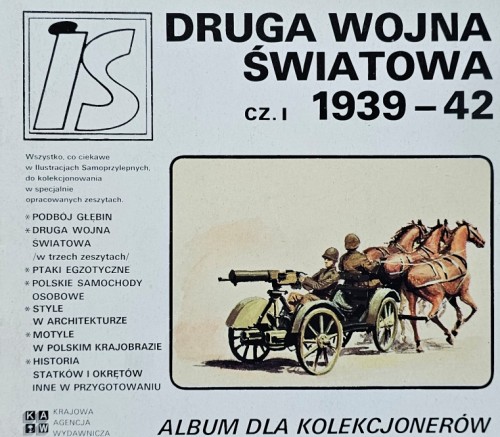 iS
DRUGA WOJNA
ŚWIATOWA
CZ. I 1939 – 42
Wszystko, co ciekawe
w Ilustracjach Samoprzylepnych,
do kolekcjonowania
w specjalnie
opracowanych zeszytach.
* PODBÓJ GŁĘBIN
* DRUGA WOJNA
ŚWIATOWA
/w trzech zeszytach/
* PTAKI EGZOTYCZNE
* POLSKIE SAMOCHODY
OSOBOWE
* STYLE
W ARCHITEKTURZE
* MOTYLE
W POLSKIM KRAJOBRAZIE
* HISTORIA
STATKÓW I OKRĘTÓW
INNE W PRZYGOTOWANIU
KAW
KRAJOWA
AGENCJA
WYDAWNICZA
ALBUM DLA KOLEKCJONERÓW